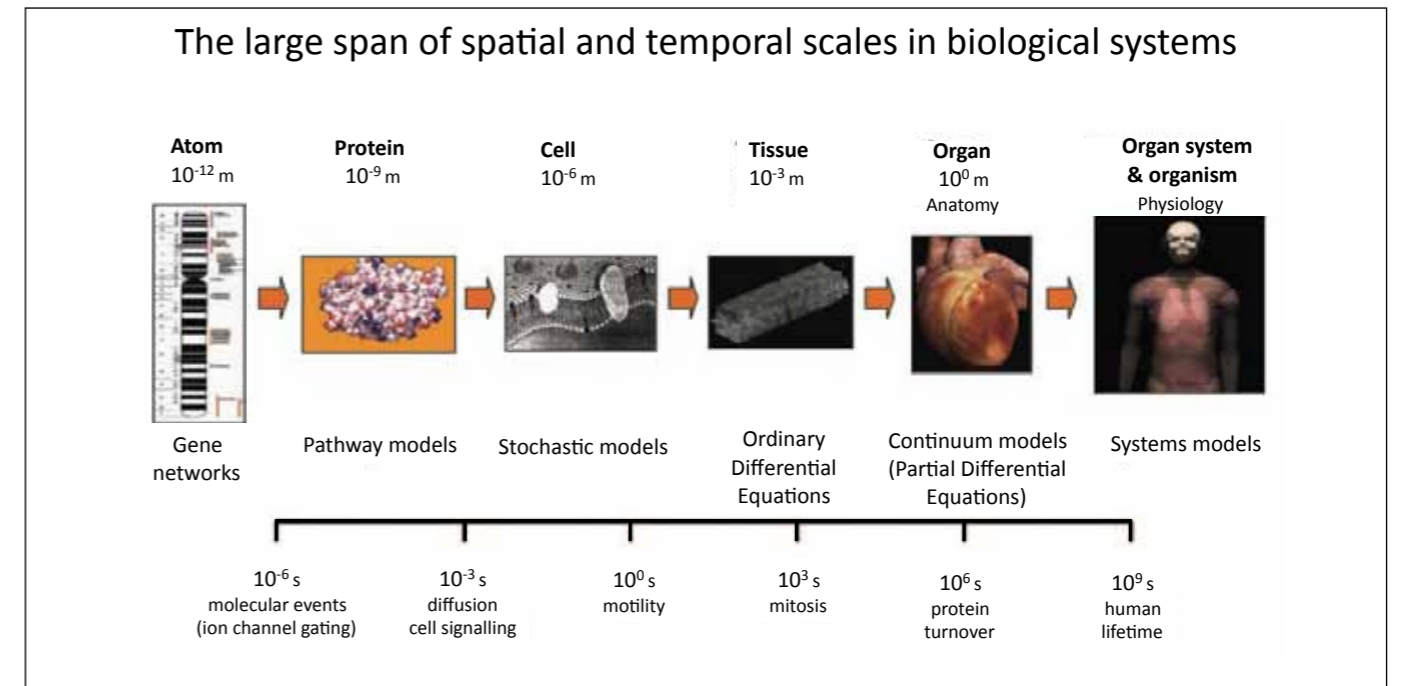 The large span of spatial and temporal scales in biological systems
Atom
10⁻¹² m
Protein
10⁻⁹ m
Cell
10⁻⁶ m
Tissue
10⁻³ m
Organ
10⁰ m
Anatomy
Organ system
& organism
Physiology
Gene
networks
Pathway models
Stochastic models
Ordinary
Differential
Equations
Continuum models
(Partial Differential
Equations)
Systems models
10⁻⁶ s
molecular events
(ion channel gating)
10⁻³ s
diffusion
cell signalling
10⁰ s
motility
10³ s
mitosis
10⁶ s
protein
turnover
10⁹ s
human
lifetime